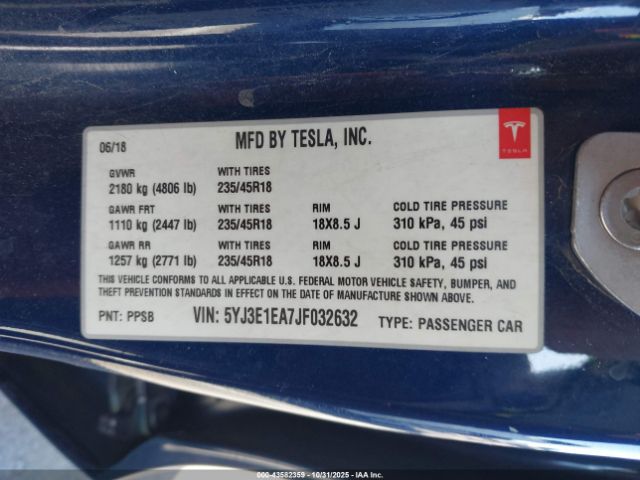 06/18 MFD BY TESLA, INC.
TESLA
GVWR WITH TIRES
2180 kg (4806 lb) 235/45R18
GAWR FRT WITH TIRES RIM COLD TIRE PRESSURE
1110 kg (2447 lb) 235/45R18 18X8.5 J 310 kPa, 45 psi
GAWR RR WITH TIRES RIM COLD TIRE PRESSURE
1257 kg (2771 lb) 235/45R18 18X8.5 J 310 kPa, 45 psi
THIS VEHICLE CONFORMS TO ALL APPLICABLE U.S. FEDERAL MOTOR VEHICLE SAFETY, BUMPER, AND
THEFT PREVENTION STANDARDS IN EFFECT ON THE DATE OF MANUFACTURE SHOWN ABOVE.
PNT: PPSB VIN: 5YJ3E1EA7JF032632 TYPE: PASSENGER CAR
000-43582359 - 10/31/2025 - IAA Inc.